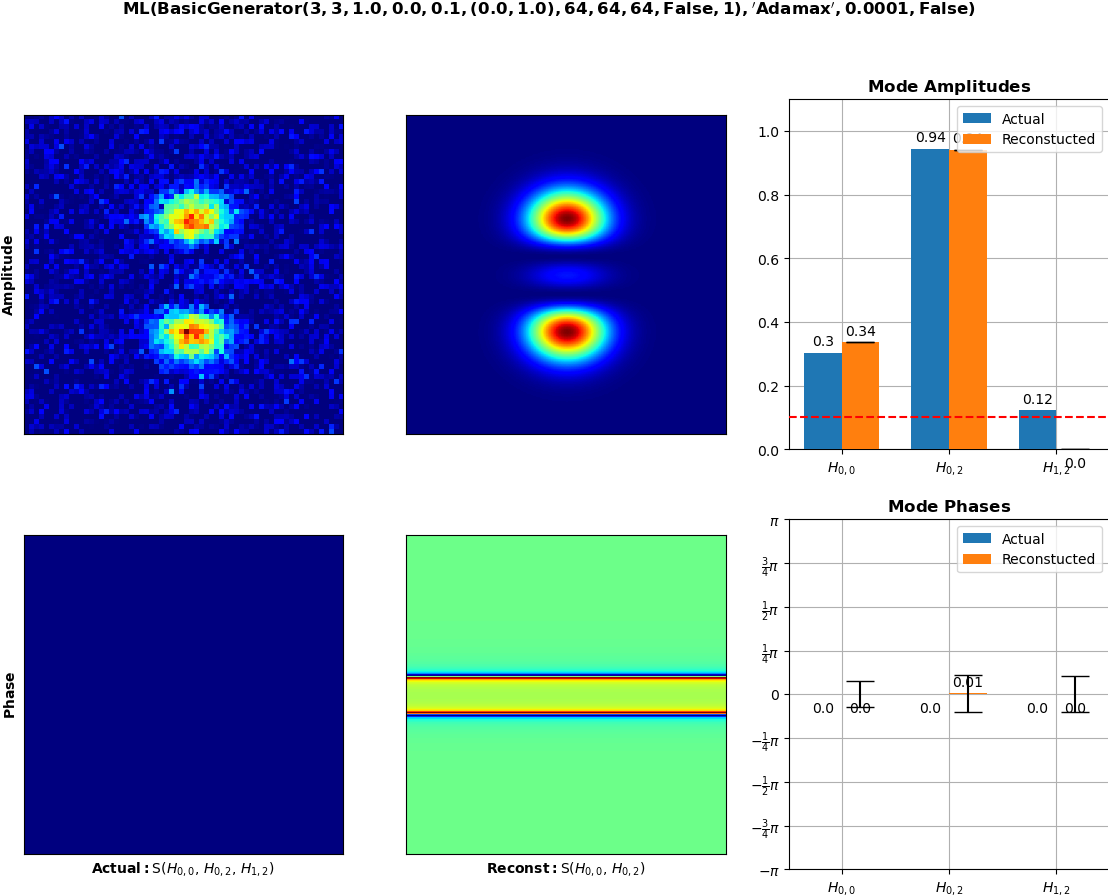 ML(BasicGenerator(3, 3, 1.0, 0.0, 0.1, (0.0, 1.0), 64, 64, 64, False, 1), ′Adamax′, 0.0001, False)
Amplitude
Mode Amplitudes
Actual
Reconstucted
1.0
0.8
0.6
0.4
0.2
0.0
0.3
0.34
0.94
0.12
0.0
H0,0
H0,2
H1,2
Phase
Actual: S(H0,0, H0,2, H1,2)
Reconst: S(H0,0, H0,2)
Mode Phases
Actual
Reconstucted
π
3/4π
1/2π
1/4π
0
−1/4π
−1/2π
−3/4π
−π
0.0
0.0
0.0
0.01
0.0
0.0
H0,0
H0,2
H1,2